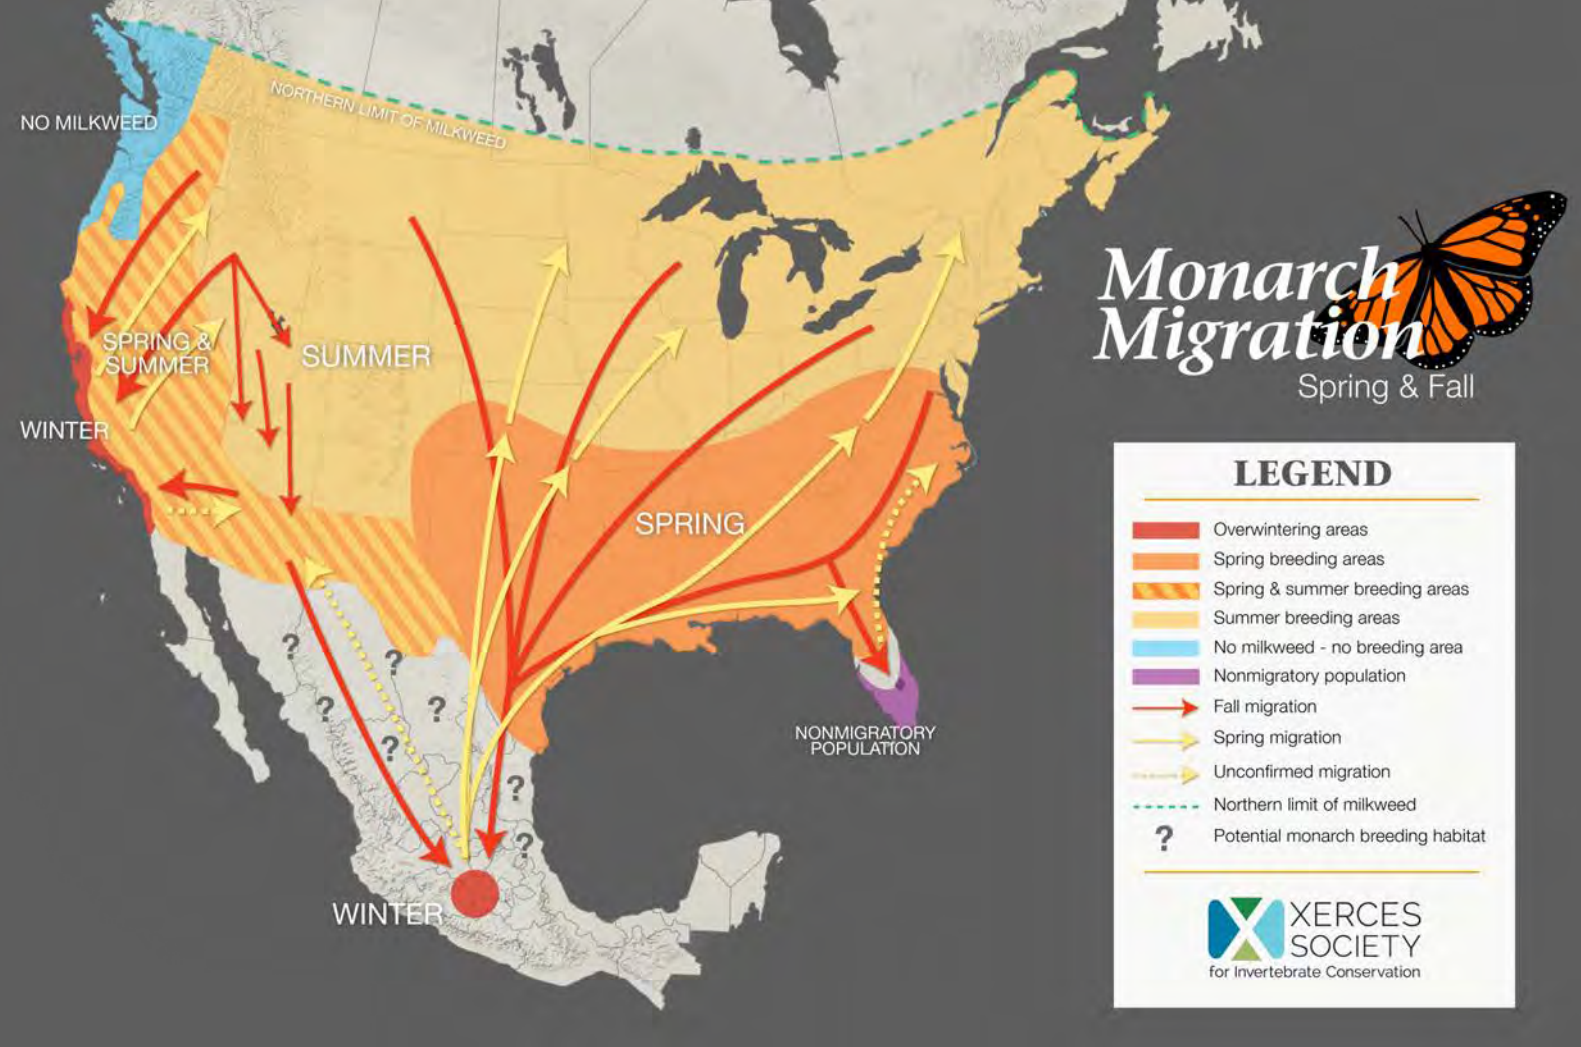 NORTHERN LIMIT OF MILKWEED
NO MILKWEED
Monarch
Migration
Spring & Fall
SPRING &
SUMMER
SUMMER
WINTER
SPRING
NONMIGRATORY
POPULATION
WINTER
?
?
?
?
?
?
?
LEGEND
Overwintering areas
Spring breeding areas
Spring & summer breeding areas
Summer breeding areas
No milkweed - no breeding area
Nonmigratory population
Fall migration
Spring migration
Unconfirmed migration
Northern limit of milkweed
? Potential monarch breeding habitat
XERCES
SOCIETY
for Invertebrate Conservation